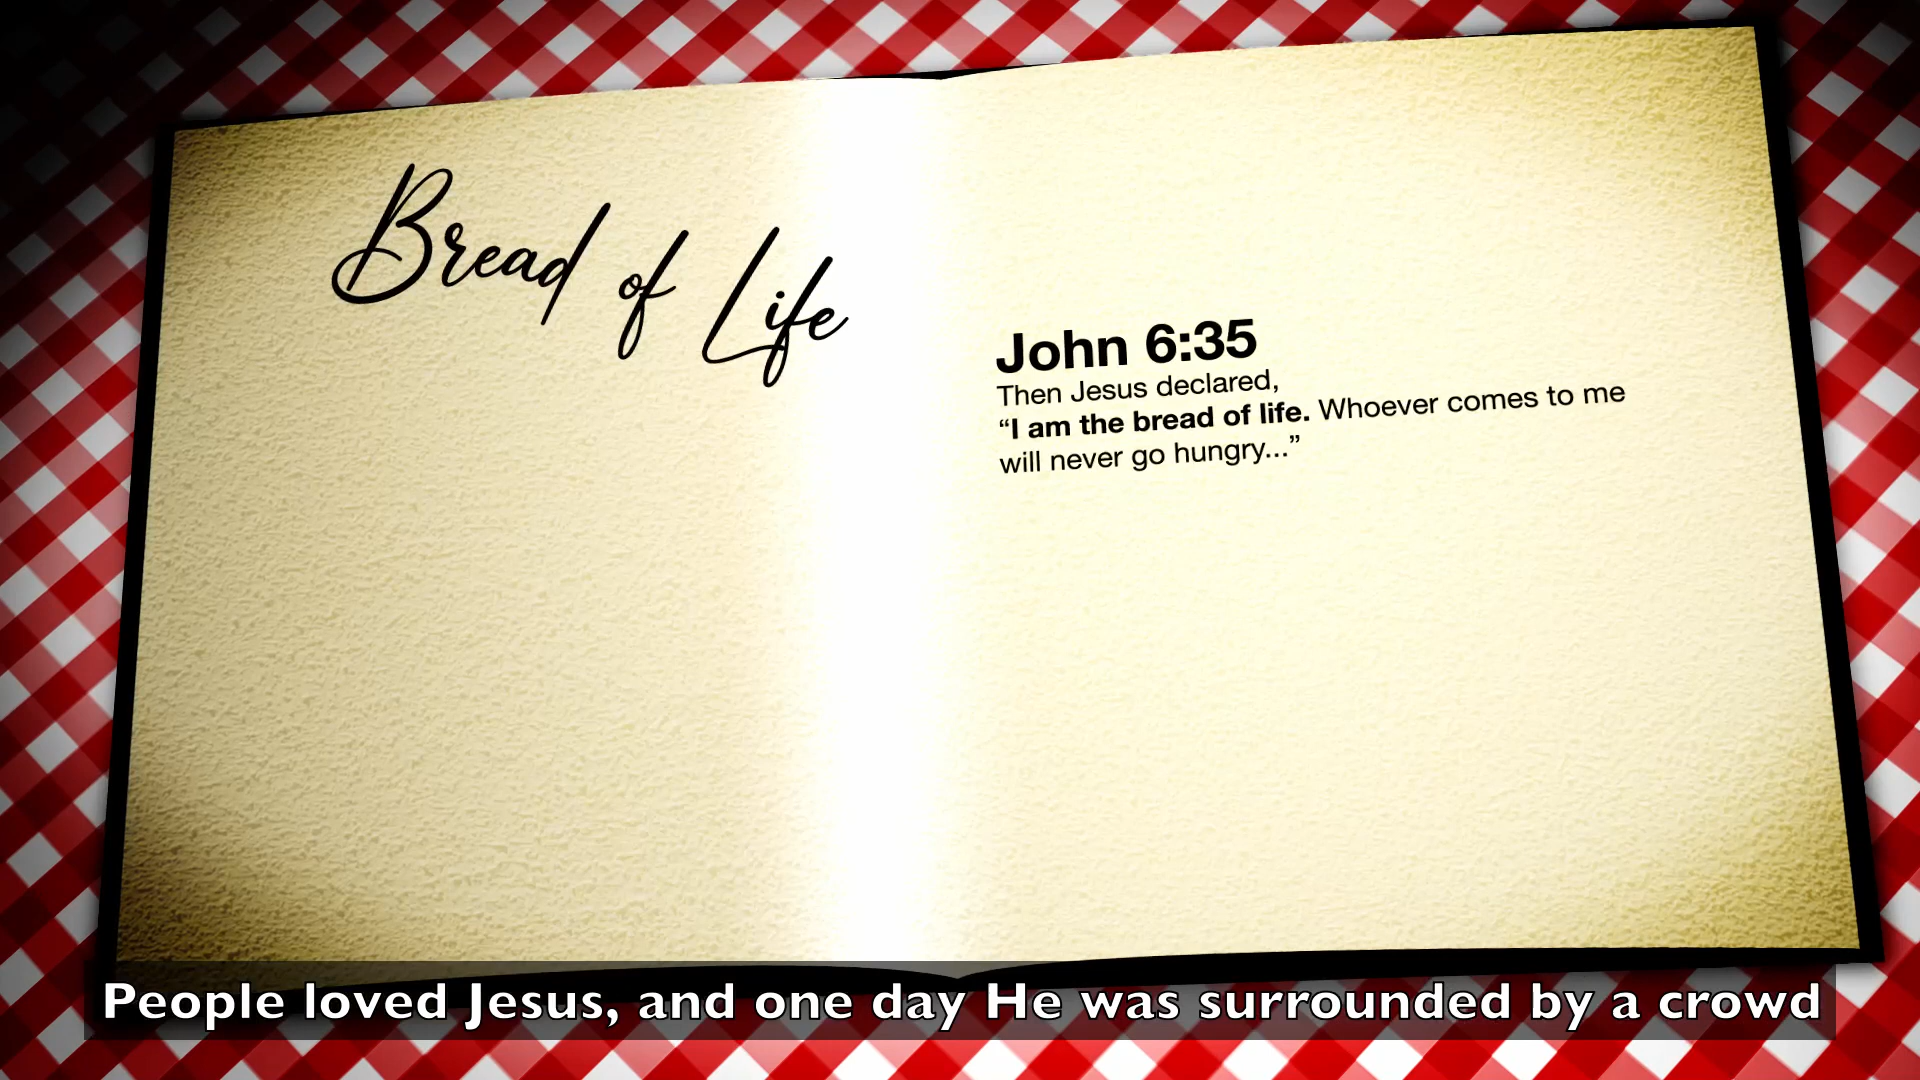 Bread of Life
John 6:35
Then Jesus declared,
“I am the bread of life. Whoever comes to me
will never go hungry...”
People loved Jesus, and one day He was surrounded by a crowd